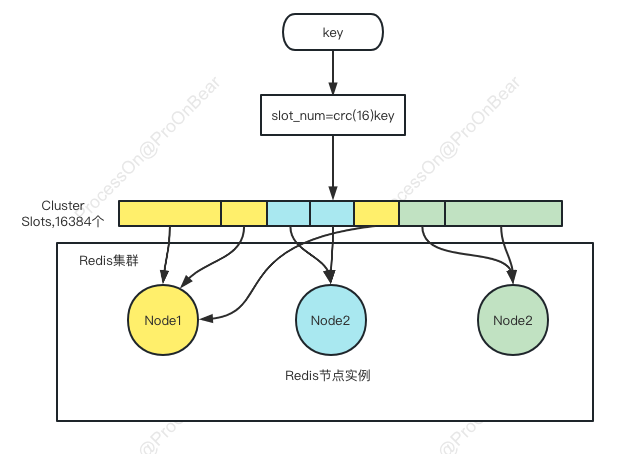 key
slot_num=crc(16)key
Cluster
Slots,16384个
Redis集群
Node1
Node2
Node2
Redis节点实例
ProcessOn@ProOnBear
ocessOn@ProOnBear
@ProOnBear
@ProOnBear